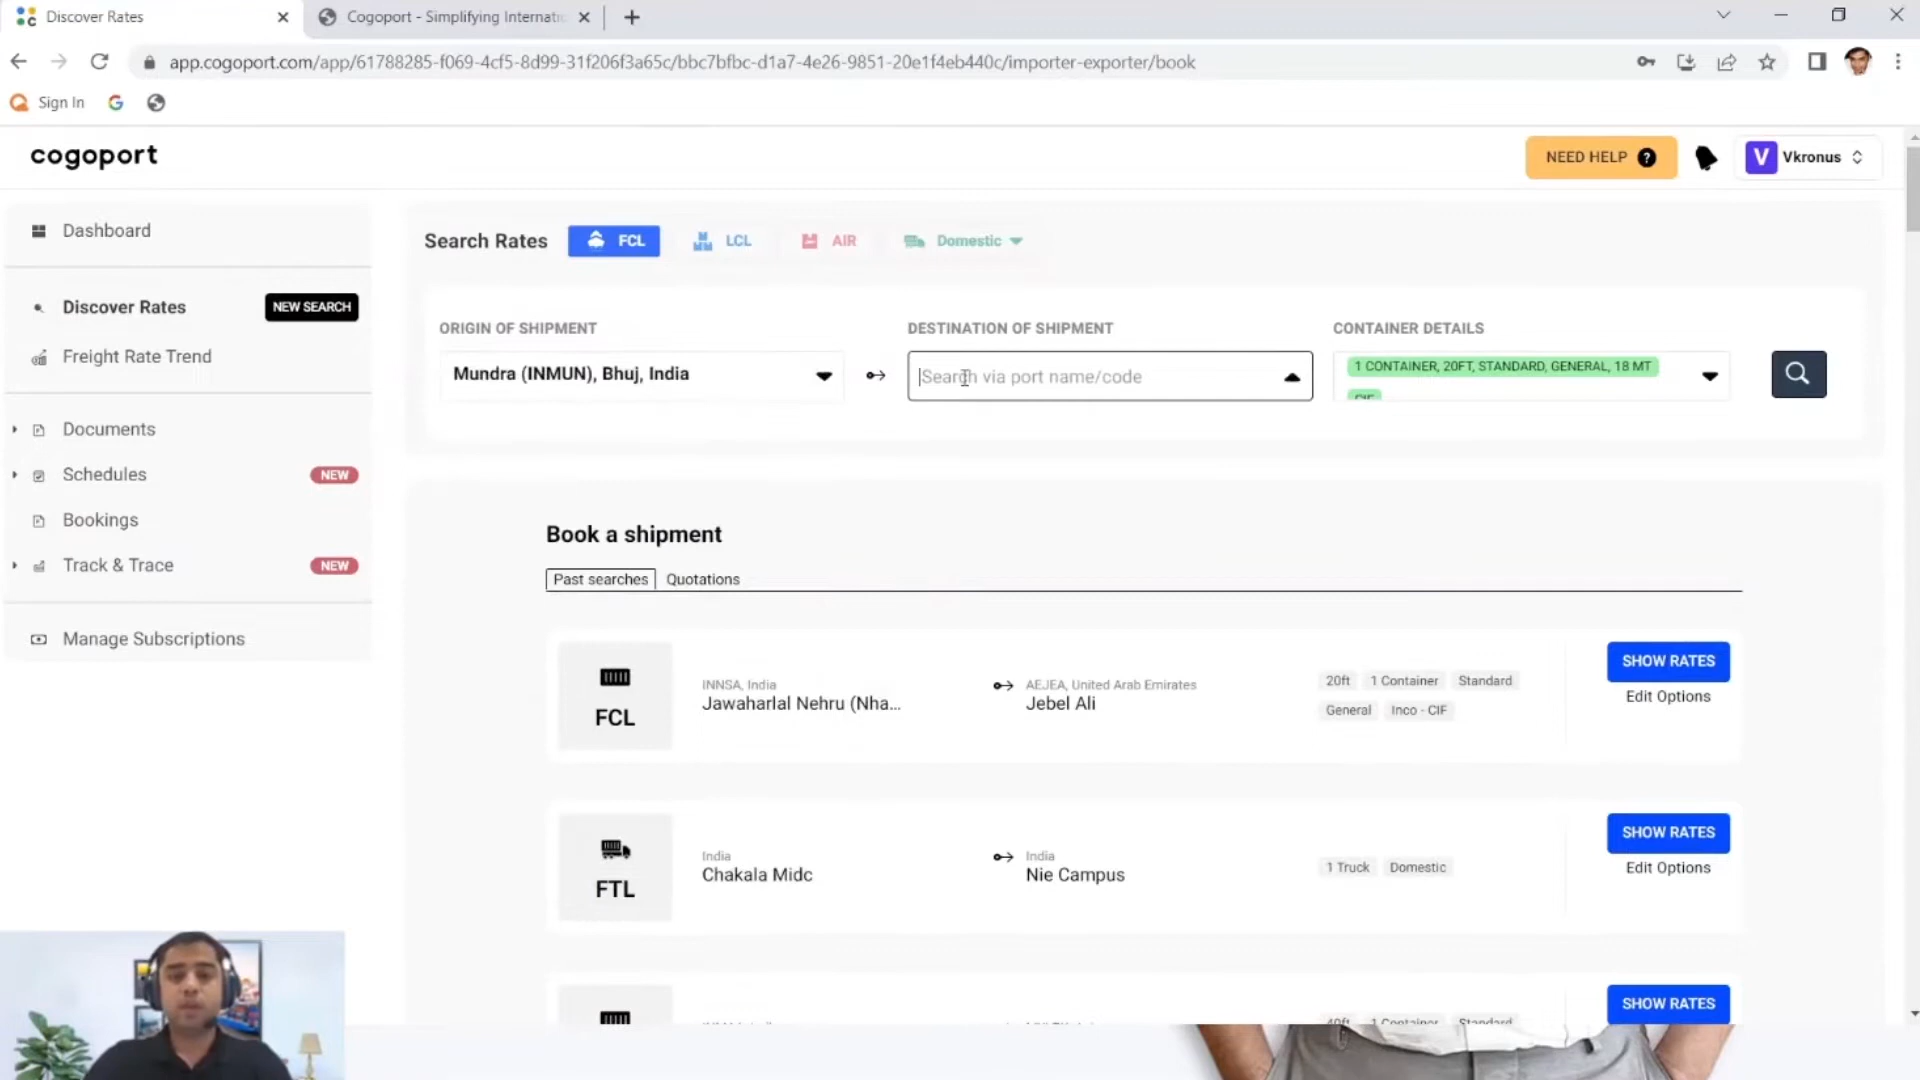 Discover Rates
Cogoport - Simplifying Internati
app.cogoport.com/app/61788285-f069-4cf5-8d99-31f206f3a65c/bbc7bfbc-d1a7-4e26-9851-20e1f4eb440c/importer-exporter/book
Sign In
cogoport
NEED HELP ?
V Vkronus
Dashboard
Discover Rates NEW SEARCH
Freight Rate Trend
Documents
Schedules NEW
Bookings
Track & Trace NEW
Manage Subscriptions
Search Rates FCL LCL AIR Domestic
ORIGIN OF SHIPMENT DESTINATION OF SHIPMENT CONTAINER DETAILS
Mundra (INMUN), Bhuj, India Search via port name/code 1 CONTAINER, 20FT, STANDARD, GENERAL, 18 MT
CIF
Book a shipment
Past searches Quotations
FCL
INNSA, India
Jawaharlal Nehru (Nha...
AEJEA, United Arab Emirates
Jebel Ali
20ft 1 Container Standard
General Inco - CIF
SHOW RATES
Edit Options
FTL
India
Chakala Midc
India
Nie Campus
1 Truck Domestic
SHOW RATES
Edit Options
40ft 1 Container Standard
SHOW RATES